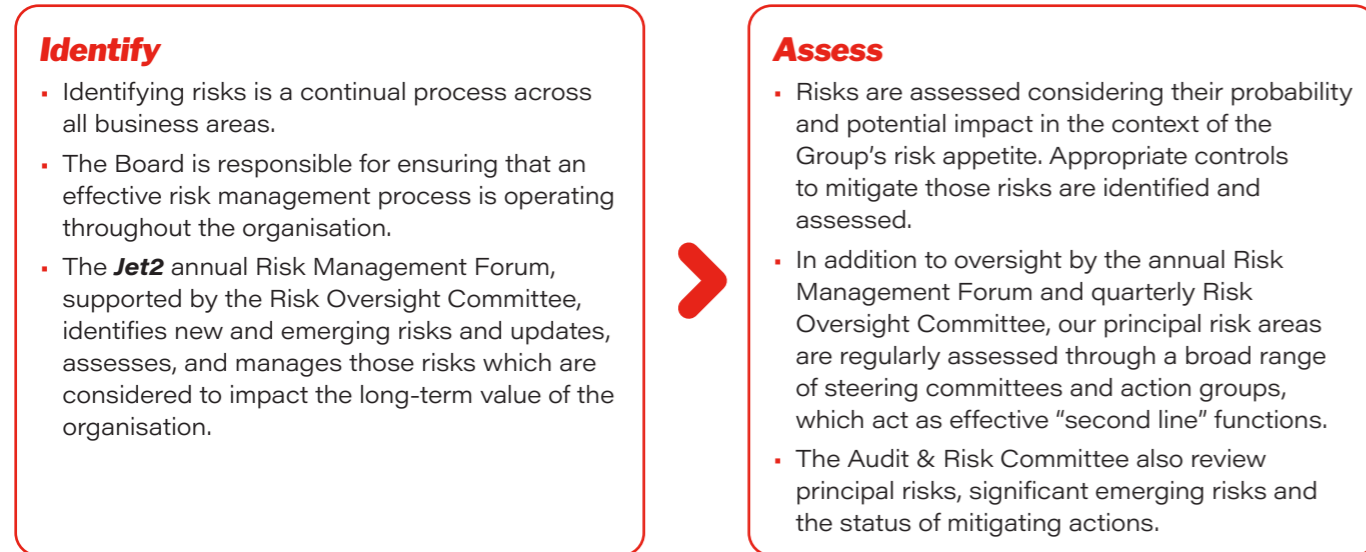 Identify
▪ Identifying risks is a continual process across
all business areas.
▪ The Board is responsible for ensuring that an
effective risk management process is operating
throughout the organisation.
▪ The Jet2 annual Risk Management Forum,
supported by the Risk Oversight Committee,
identifies new and emerging risks and updates,
assesses, and manages those risks which are
considered to impact the long-term value of the
organisation.
Assess
▪ Risks are assessed considering their probability
and potential impact in the context of the
Group’s risk appetite. Appropriate controls
to mitigate those risks are identified and
assessed.
▪ In addition to oversight by the annual Risk
Management Forum and quarterly Risk
Oversight Committee, our principal risk areas
are regularly assessed through a broad range
of steering committees and action groups,
which act as effective “second line” functions.
▪ The Audit & Risk Committee also review
principal risks, significant emerging risks and
the status of mitigating actions.